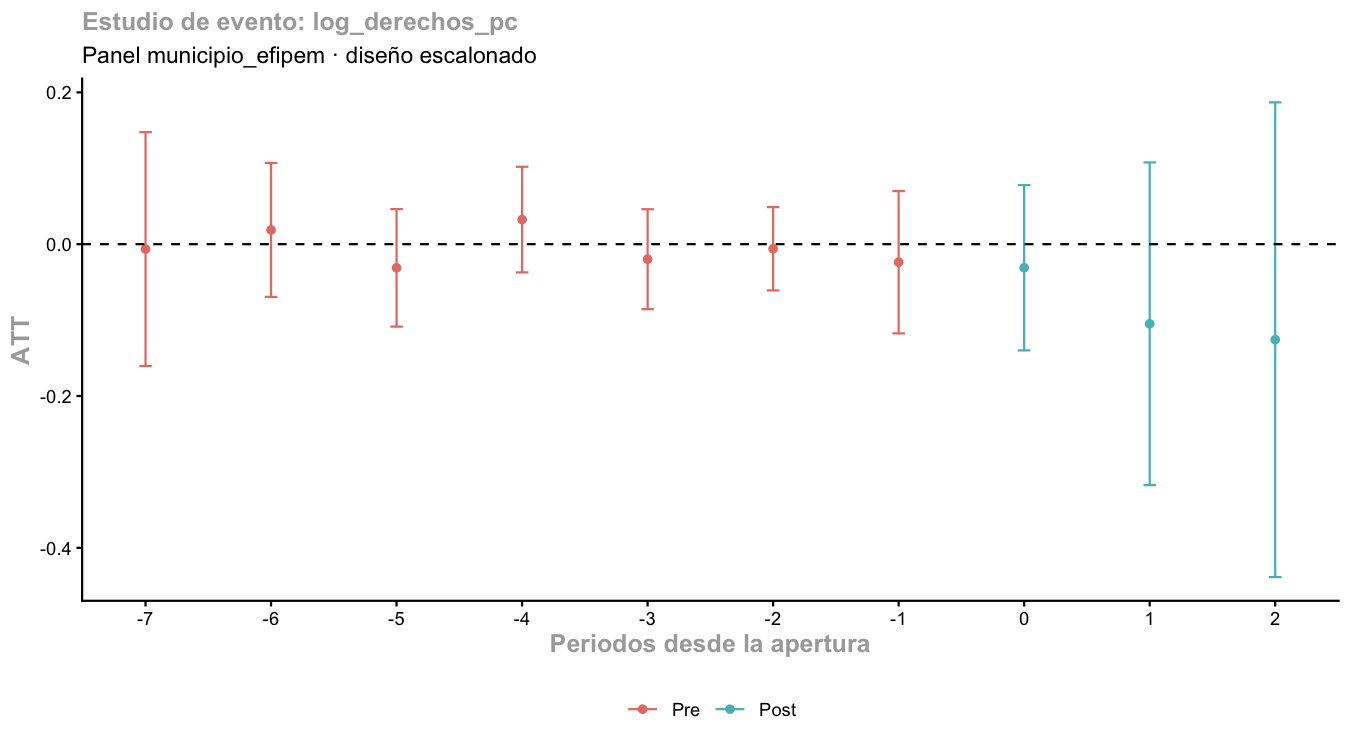 Estudio de evento: log_derechos_pc
Panel municipio_efipem · diseño escalonado
ATT
0.2
0.0
-0.2
-0.4
-7 -6 -5 -4 -3 -2 -1 0 1 2
Periodos desde la apertura
Pre Post